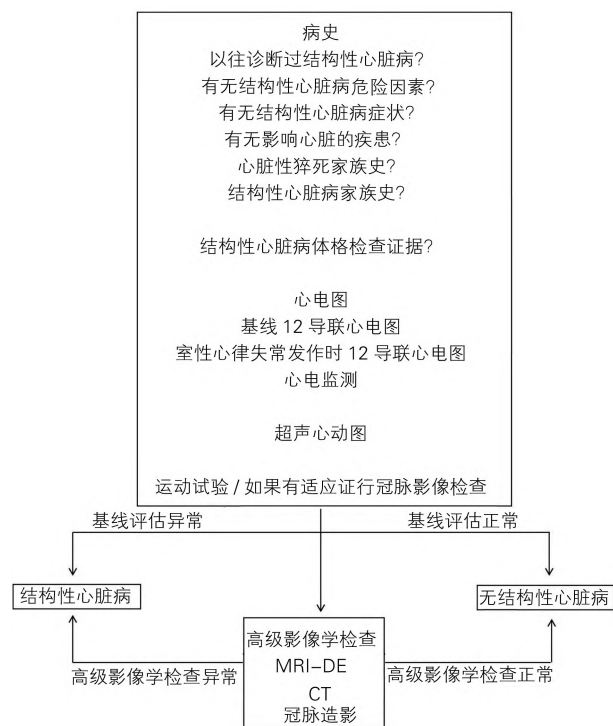 病史
以往诊断过结构性心脏病?
有无结构性心脏病危险因素?
有无结构性心脏病症状?
有无影响心脏的疾患?
心脏性猝死家族史?
结构性心脏病家族史?
结构性心脏病体格检查证据?
心电图
基线 12 导联心电图
室性心律失常发作时 12 导联心电图
心电监测
超声心动图
运动试验 / 如果有适应证行冠脉影像检查
基线评估异常
基线评估正常
结构性心脏病
无结构性心脏病
高级影像学检查
MRI-DE
CT
冠脉造影
高级影像学检查异常
高级影像学检查正常